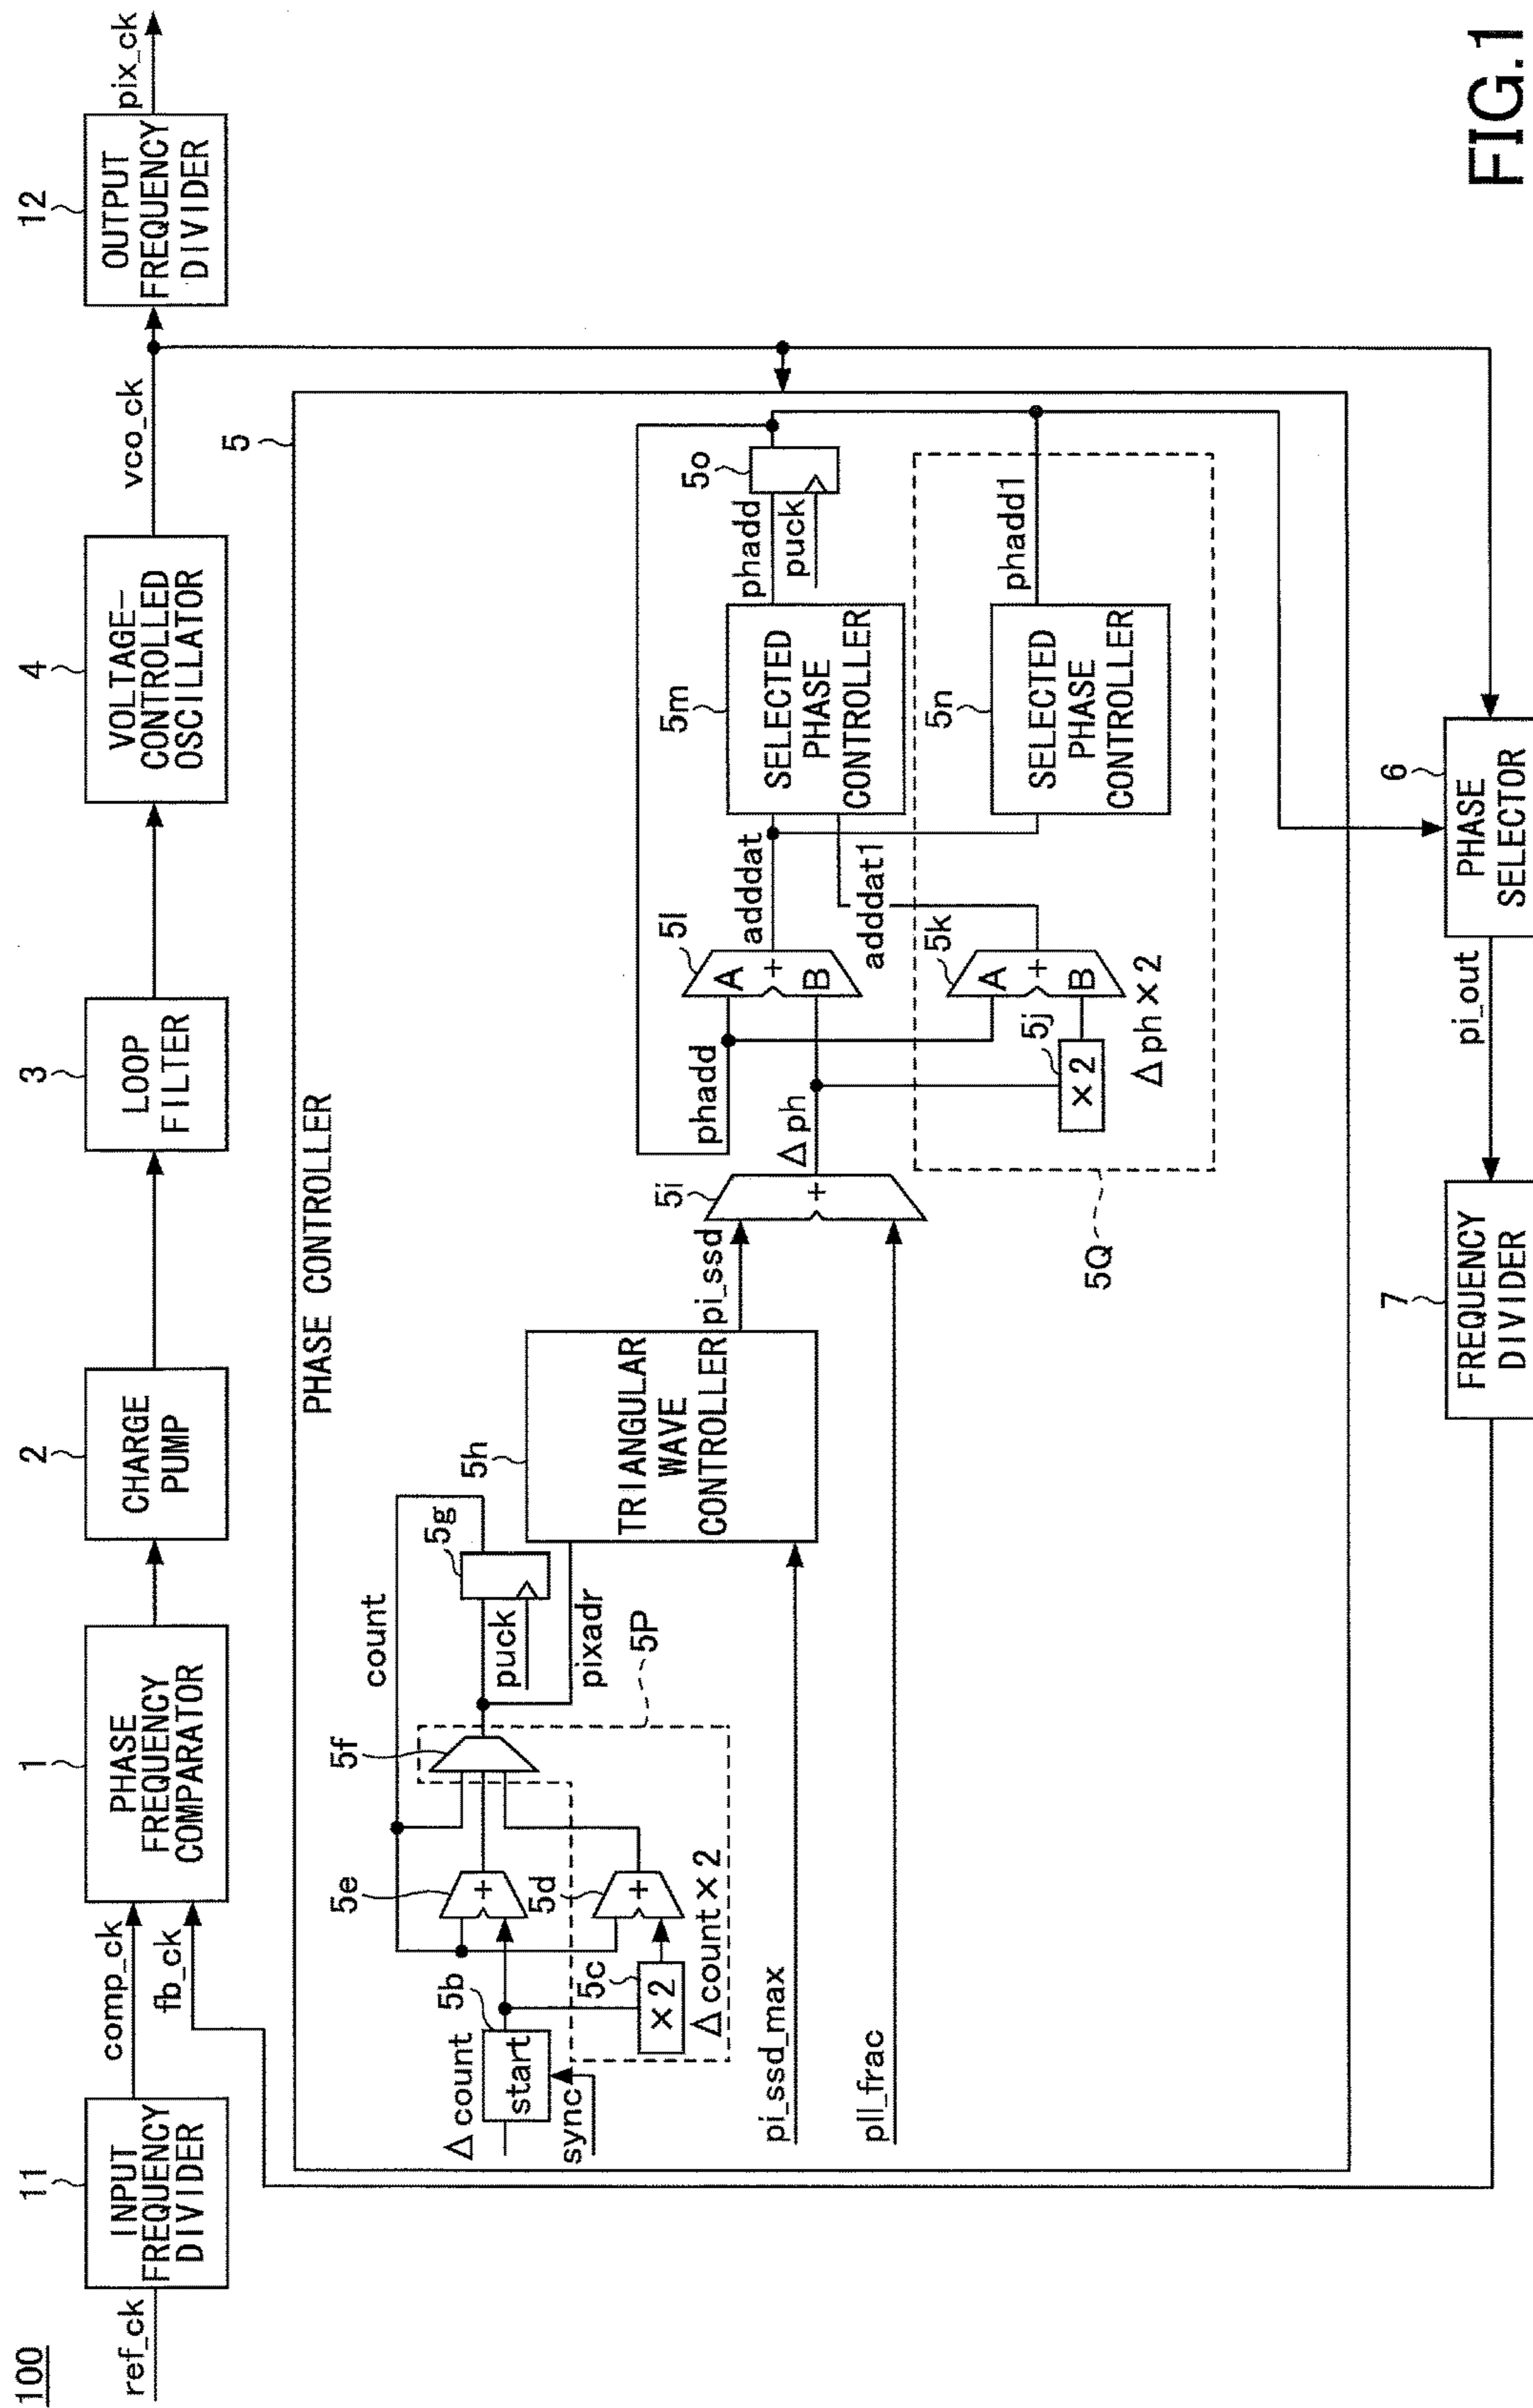 100
ref_ck
11
INPUT
FREQUENCY
DIVIDER
comp_ck
fb_ck
1
PHASE
FREQUENCY
COMPARATOR
2
CHARGE
PUMP
3
LOOP
FILTER
4
VOLTAGE-
CONTROLLED
OSCILLATOR
vco_ck
12
OUTPUT
FREQUENCY
DIVIDER
pix_ck
5
PHASE CONTROLLER
Δ count
sync
5b
start
5c
×2
Δ count×2
5d
+
5e
+
5f
5P
count
5g
puck
pixadr
5h
TRIANGULAR
WAVE
CONTROLLER
pi_ssd_max
pll_frac
pi_ssd
5i
+
Δ ph
phadd
5j
×2
Δ ph×2
5k
A
+
B
5l
A
+
B
adddat
adddat1
5m
SELECTED
PHASE
CONTROLLER
5n
SELECTED
PHASE
CONTROLLER
phadd
puck
5o
phadd1
5Q
6
PHASE
SELECTOR
pi_out
7
FREQUENCY
DIVIDER
FIG.1